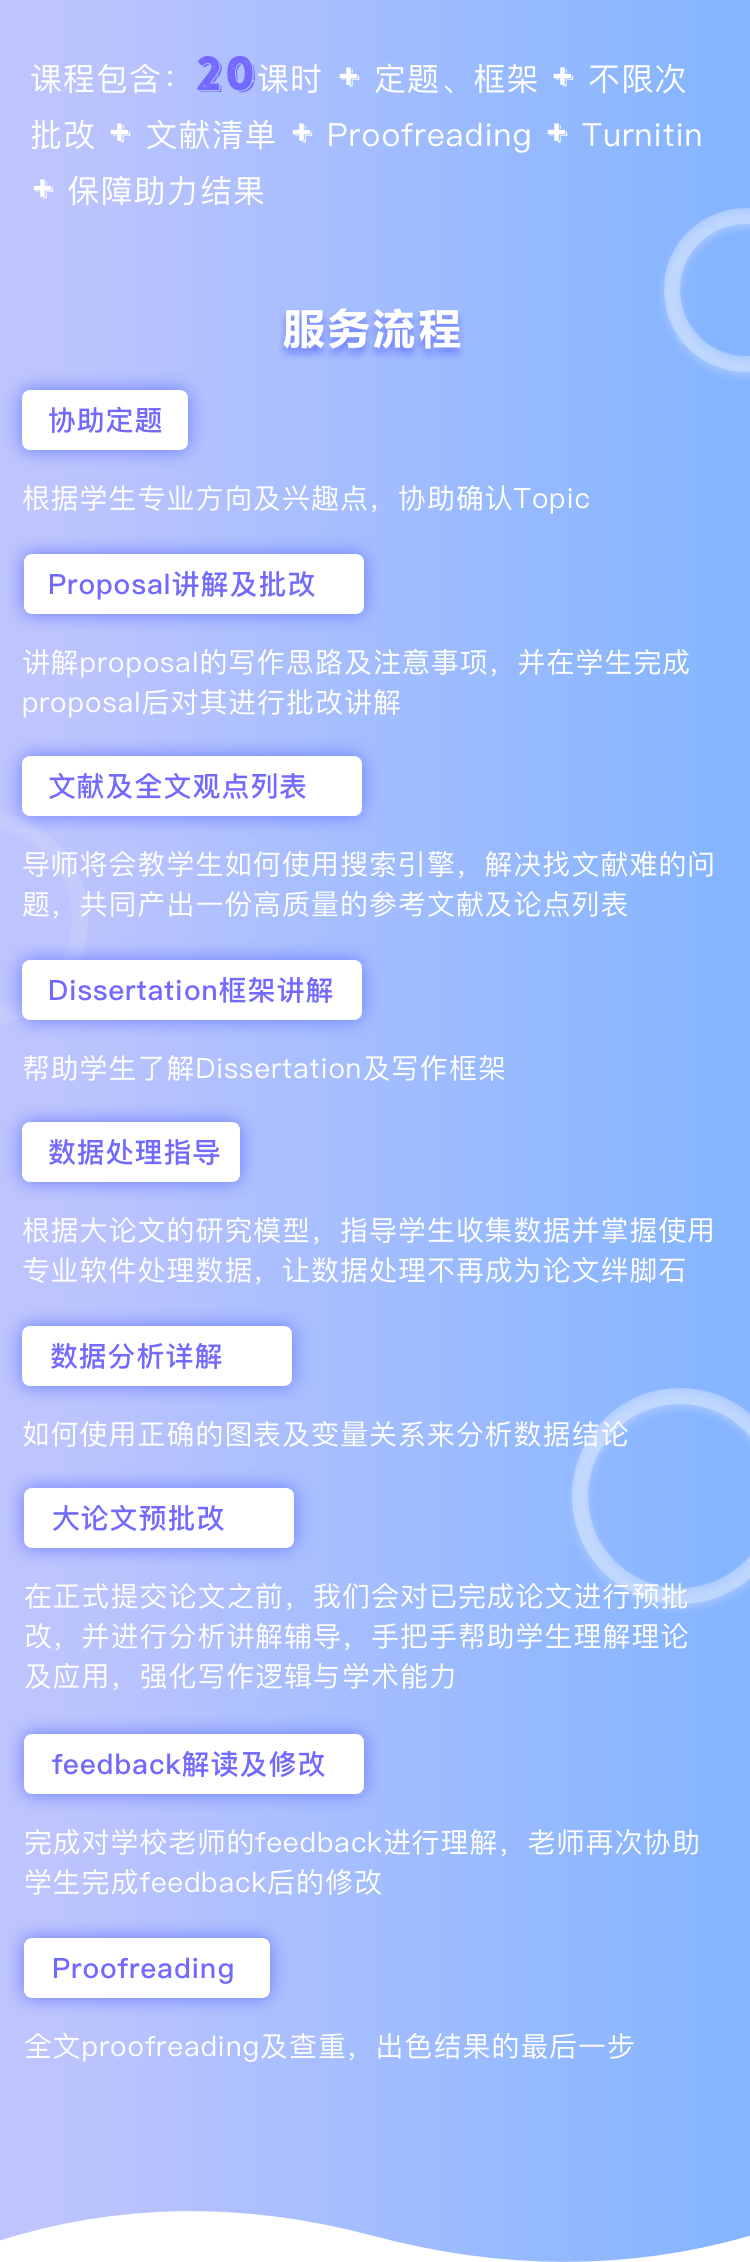 课程包含：20课时 + 定题、框架 + 不限次
批改 + 文献清单 + Proofreading + Turnitin
+ 保障助力结果
服务流程
协助定题
根据学生专业方向及兴趣点，协助确认Topic
Proposal讲解及批改
讲解proposal的写作思路及注意事项，并在学生完成
proposal后对其进行批改讲解
文献及全文观点列表
导师将会教学生如何使用搜索引擎，解决找文献难的问
题，共同产出一份高质量的参考文献及论点列表
Dissertation框架讲解
帮助学生了解Dissertation及写作框架
数据处理指导
根据大论文的研究模型，指导学生收集数据并掌握使用
专业软件处理数据，让数据处理不再成为论文绊脚石
数据分析详解
如何使用正确的图表及变量关系来分析数据结论
大论文预批改
在正式提交论文之前，我们会对已完成论文进行预批
改，并进行分析讲解辅导，手把手帮助学生理解理论
及应用，强化写作逻辑与学术能力
feedback解读及修改
完成对学校老师的feedback进行理解，老师再次协助
学生完成feedback后的修改
Proofreading
全文proofreading及查重，出色结果的最后一步